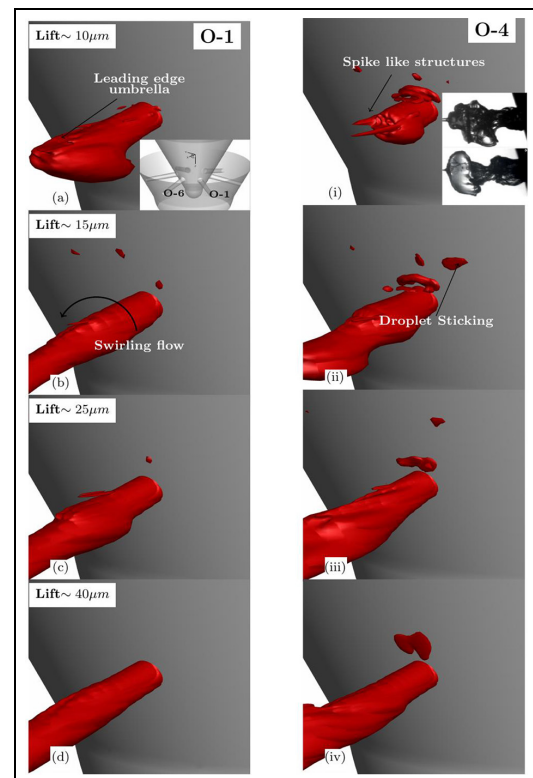 Lift~ 10μm
O-1
Leading edge
umbrella
O-6
O-1
(a)
Lift~ 15μm
Swirling flow
(b)
Lift~ 25μm
(c)
Lift~ 40μm
(d)
O-4
Spike like structures
(i)
Droplet Sticking
(ii)
(iii)
(iv)